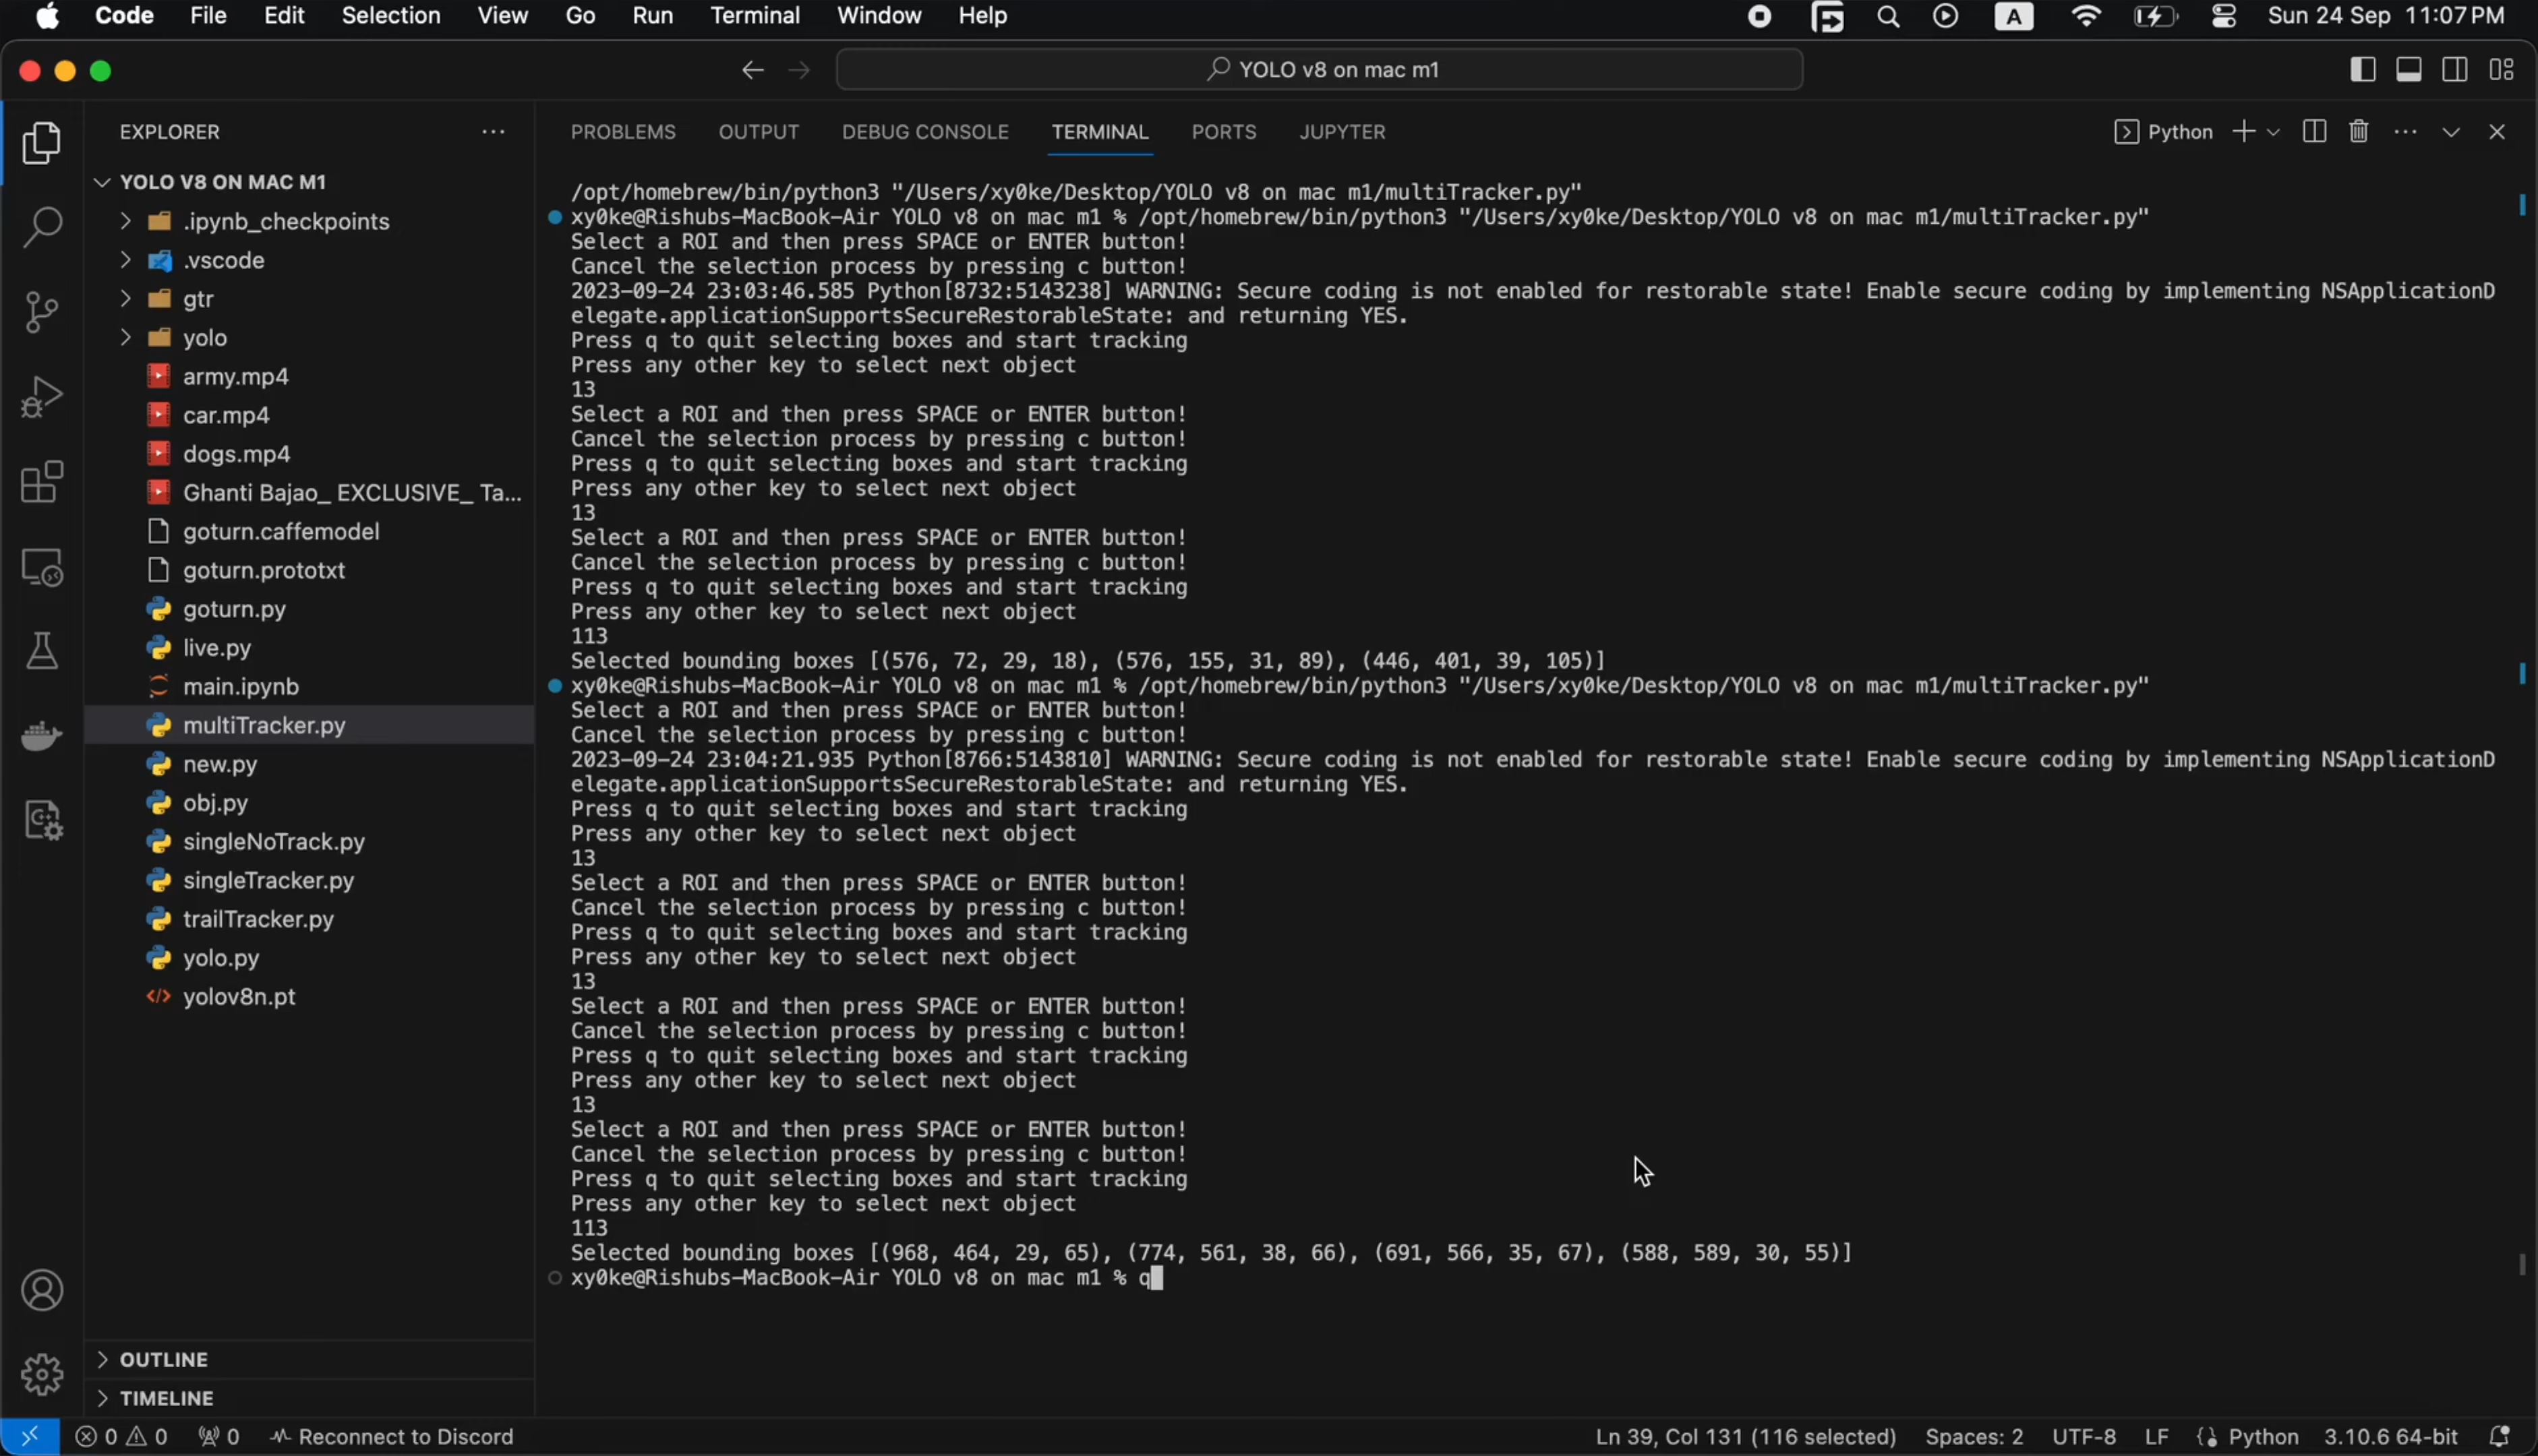 Code File Edit Selection View Go Run Terminal Window Help A Sun 24 Sep 11:07 PM
YOLO v8 on mac m1
EXPLORER
YOLO V8 ON MAC M1
.ipynb_checkpoints
.vscode
gtr
yolo
army.mp4
car.mp4
dogs.mp4
Ghanti Bajao_ EXCLUSIVE_ Ta...
goturn.caffemodel
goturn.prototxt
goturn.py
live.py
main.ipynb
multiTracker.py
new.py
obj.py
singleNoTrack.py
singleTracker.py
trailTracker.py
yolo.py
yolov8n.pt
OUTLINE
TIMELINE
PROBLEMS OUTPUT DEBUG CONSOLE TERMINAL PORTS JUPYTER Python
/opt/homebrew/bin/python3 "/Users/xy0ke/Desktop/YOLO v8 on mac m1/multiTracker.py"
xy0ke@Rishubs-MacBook-Air YOLO v8 on mac m1 % /opt/homebrew/bin/python3 "/Users/xy0ke/Desktop/YOLO v8 on mac m1/multiTracker.py"
Select a ROI and then press SPACE or ENTER button!
Cancel the selection process by pressing c button!
2023-09-24 23:03:46.585 Python[8732:5143238] WARNING: Secure coding is not enabled for restorable state! Enable secure coding by implementing NSApplicationD
elegate.applicationSupportsSecureRestorableState: and returning YES.
Press q to quit selecting boxes and start tracking
Press any other key to select next object
13
Select a ROI and then press SPACE or ENTER button!
Cancel the selection process by pressing c button!
Press q to quit selecting boxes and start tracking
Press any other key to select next object
13
Select a ROI and then press SPACE or ENTER button!
Cancel the selection process by pressing c button!
Press q to quit selecting boxes and start tracking
Press any other key to select next object
113
Selected bounding boxes [(576, 72, 29, 18), (576, 155, 31, 89), (446, 401, 39, 105)]
xy0ke@Rishubs-MacBook-Air YOLO v8 on mac m1 % /opt/homebrew/bin/python3 "/Users/xy0ke/Desktop/YOLO v8 on mac m1/multiTracker.py"
Select a ROI and then press SPACE or ENTER button!
Cancel the selection process by pressing c button!
2023-09-24 23:04:21.935 Python[8766:5143810] WARNING: Secure coding is not enabled for restorable state! Enable secure coding by implementing NSApplicationD
elegate.applicationSupportsSecureRestorableState: and returning YES.
Press q to quit selecting boxes and start tracking
Press any other key to select next object
13
Select a ROI and then press SPACE or ENTER button!
Cancel the selection process by pressing c button!
Press q to quit selecting boxes and start tracking
Press any other key to select next object
13
Select a ROI and then press SPACE or ENTER button!
Cancel the selection process by pressing c button!
Press q to quit selecting boxes and start tracking
Press any other key to select next object
13
Select a ROI and then press SPACE or ENTER button!
Cancel the selection process by pressing c button!
Press q to quit selecting boxes and start tracking
Press any other key to select next object
113
Selected bounding boxes [(968, 464, 29, 65), (774, 561, 38, 66), (691, 566, 35, 67), (588, 589, 30, 55)]
xy0ke@Rishubs-MacBook-Air YOLO v8 on mac m1 % q
0 0 0 Reconnect to Discord Ln 39, Col 131 (116 selected) Spaces: 2 UTF-8 LF Python 3.10.6 64-bit